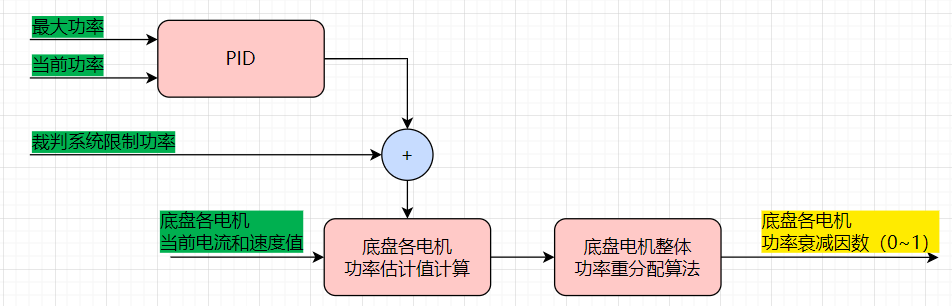 最大功率
PID
当前功率
裁判系统限制功率
+
底盘各电机
当前电流和速度值
底盘各电机
功率估计值计算
底盘电机整体
功率重分配算法
底盘各电机
功率衰减因数（0~1）